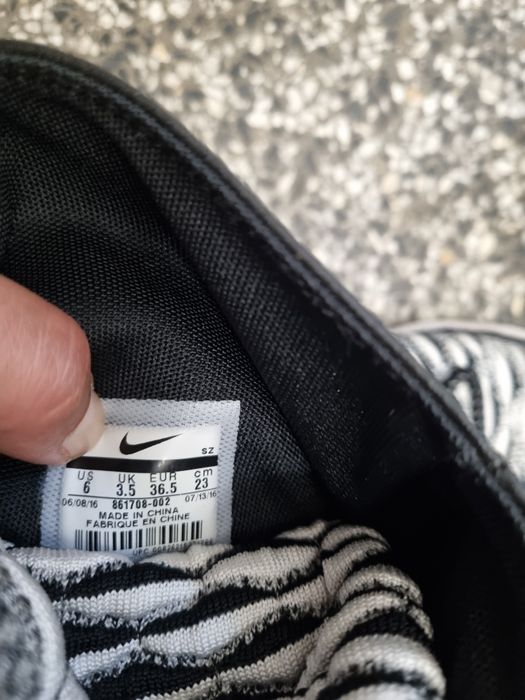 SZ
US UK EUR cm
6 3.5 36.5 23
06/08/16 861708-002 07/13/16
MADE IN CHINA
FABRIQUE EN CHINE
UPC